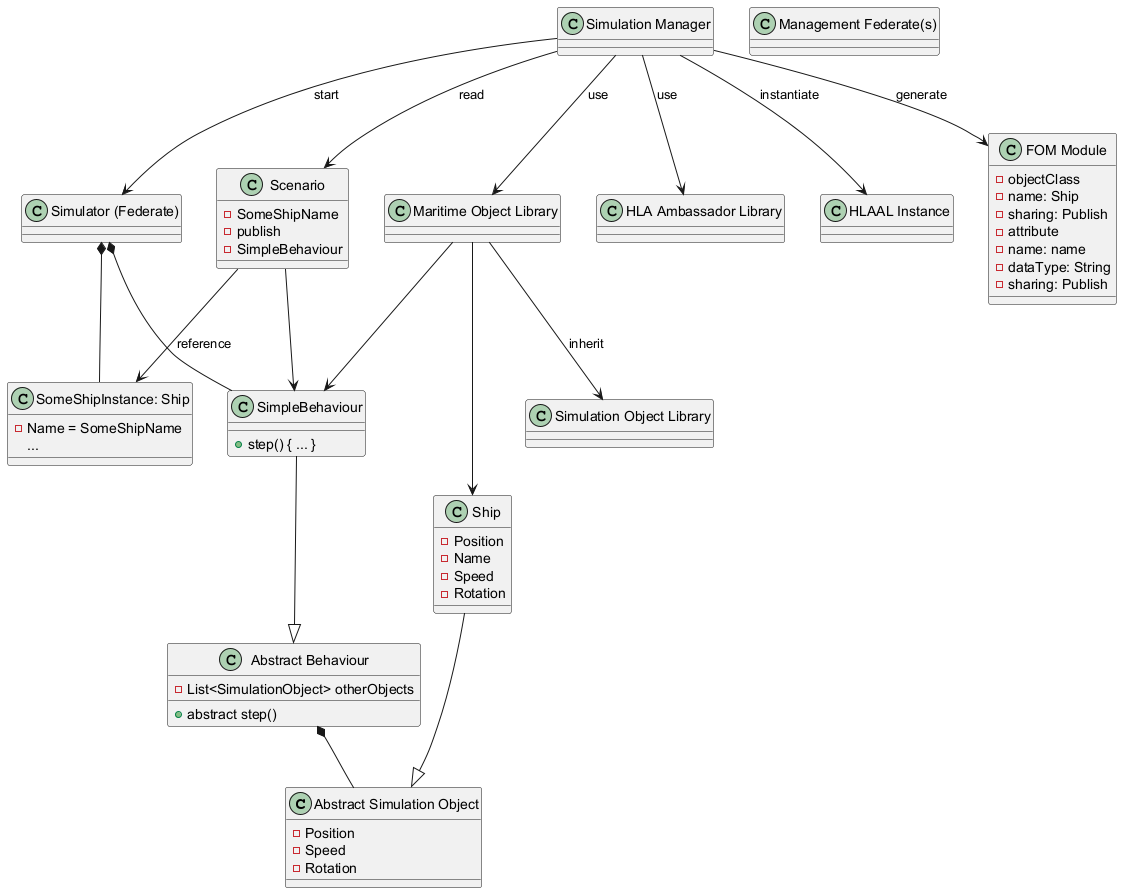 Simulation Manager
Management Federate(s)
start
read
use
use
instantiate
generate
FOM Module
objectClass
name: Ship
sharing: Publish
attribute
name: name
dataType: String
sharing: Publish
Simulator (Federate)
Scenario
SomeShipName
publish
SimpleBehaviour
Maritime Object Library
HLA Ambassador Library
HLAAL Instance
reference
inherit
SomeShipInstance: Ship
Name = SomeShipName
...
SimpleBehaviour
step() { ... }
Simulation Object Library
Ship
Position
Name
Speed
Rotation
Abstract Behaviour
List<SimulationObject> otherObjects
abstract step()
Abstract Simulation Object
Position
Speed
Rotation